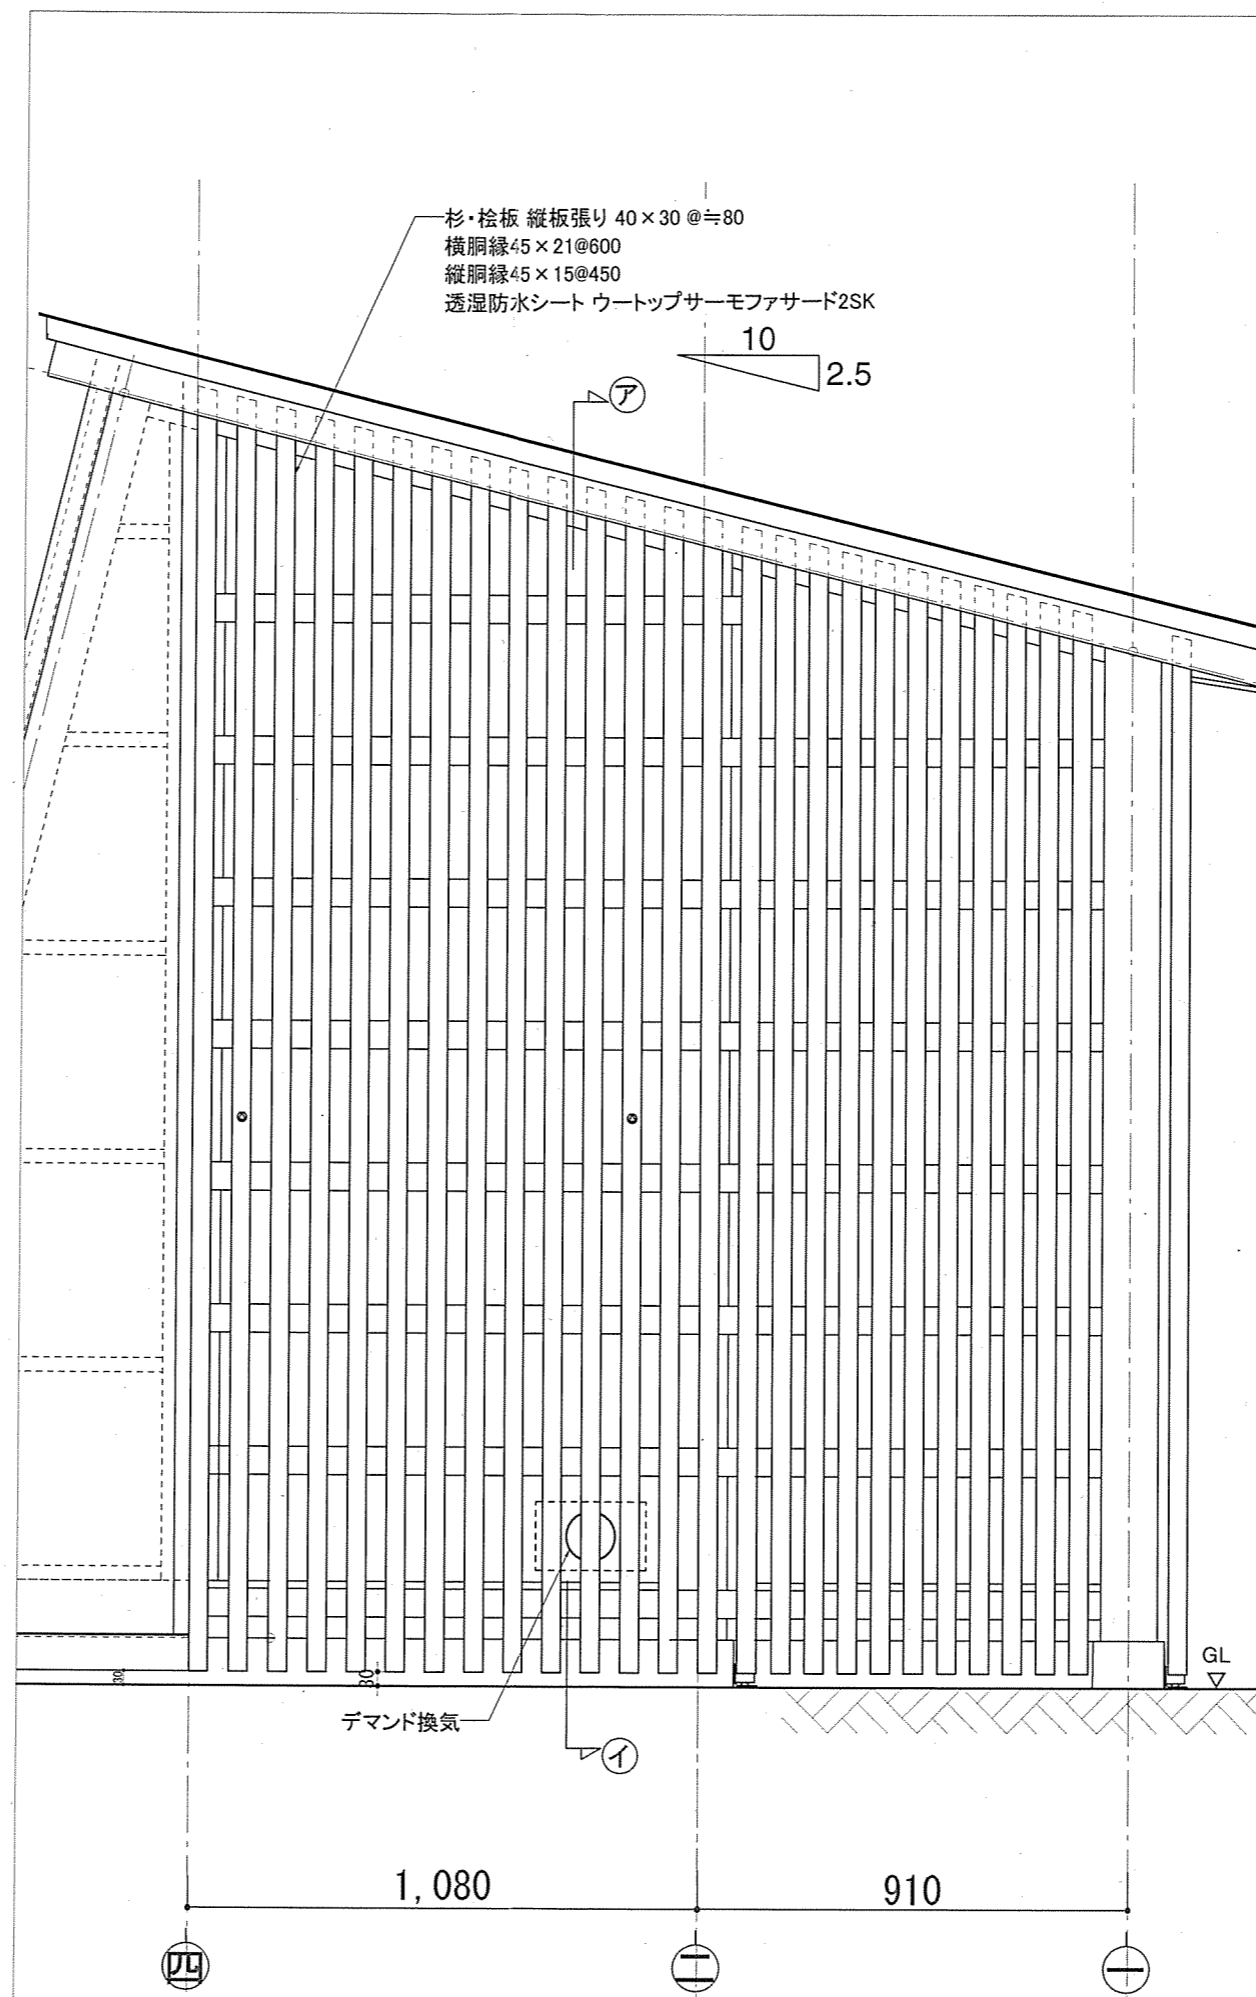 杉・桧板 縦板張り 40×30 @≒80
横胴縁45×21@600
縦胴縁45×15@450
透湿防水シート ウートップサーモファサード2SK
10
2.5
ア
GL
30
30
デマンド換気
イ
1,080
910
四
二
一